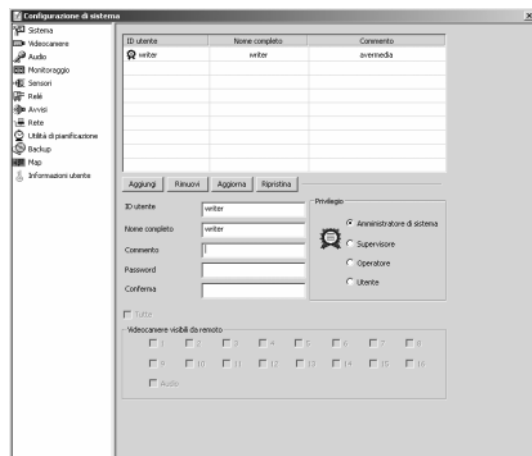 Configurazione di sistema
Sistema
Videocamere
Audio
Monitoraggio
Sensori
Relé
Avvisi
Rete
Utilità di pianificazione
Backup
Map
Informazioni utente
ID utente Nome completo Commento
writer writer avermedia
Aggiungi Rimuovi Aggiorna Ripristina
ID utente writer
Nome completo writer
Commento
Password
Conferma
Privilegio
Amministratore di sistema
Supervisore
Operatore
Utente
Tutte
Videocamere visibili da remoto
1 2 3 4 5 6 7 8
9 10 11 12 13 14 15 16
Audio